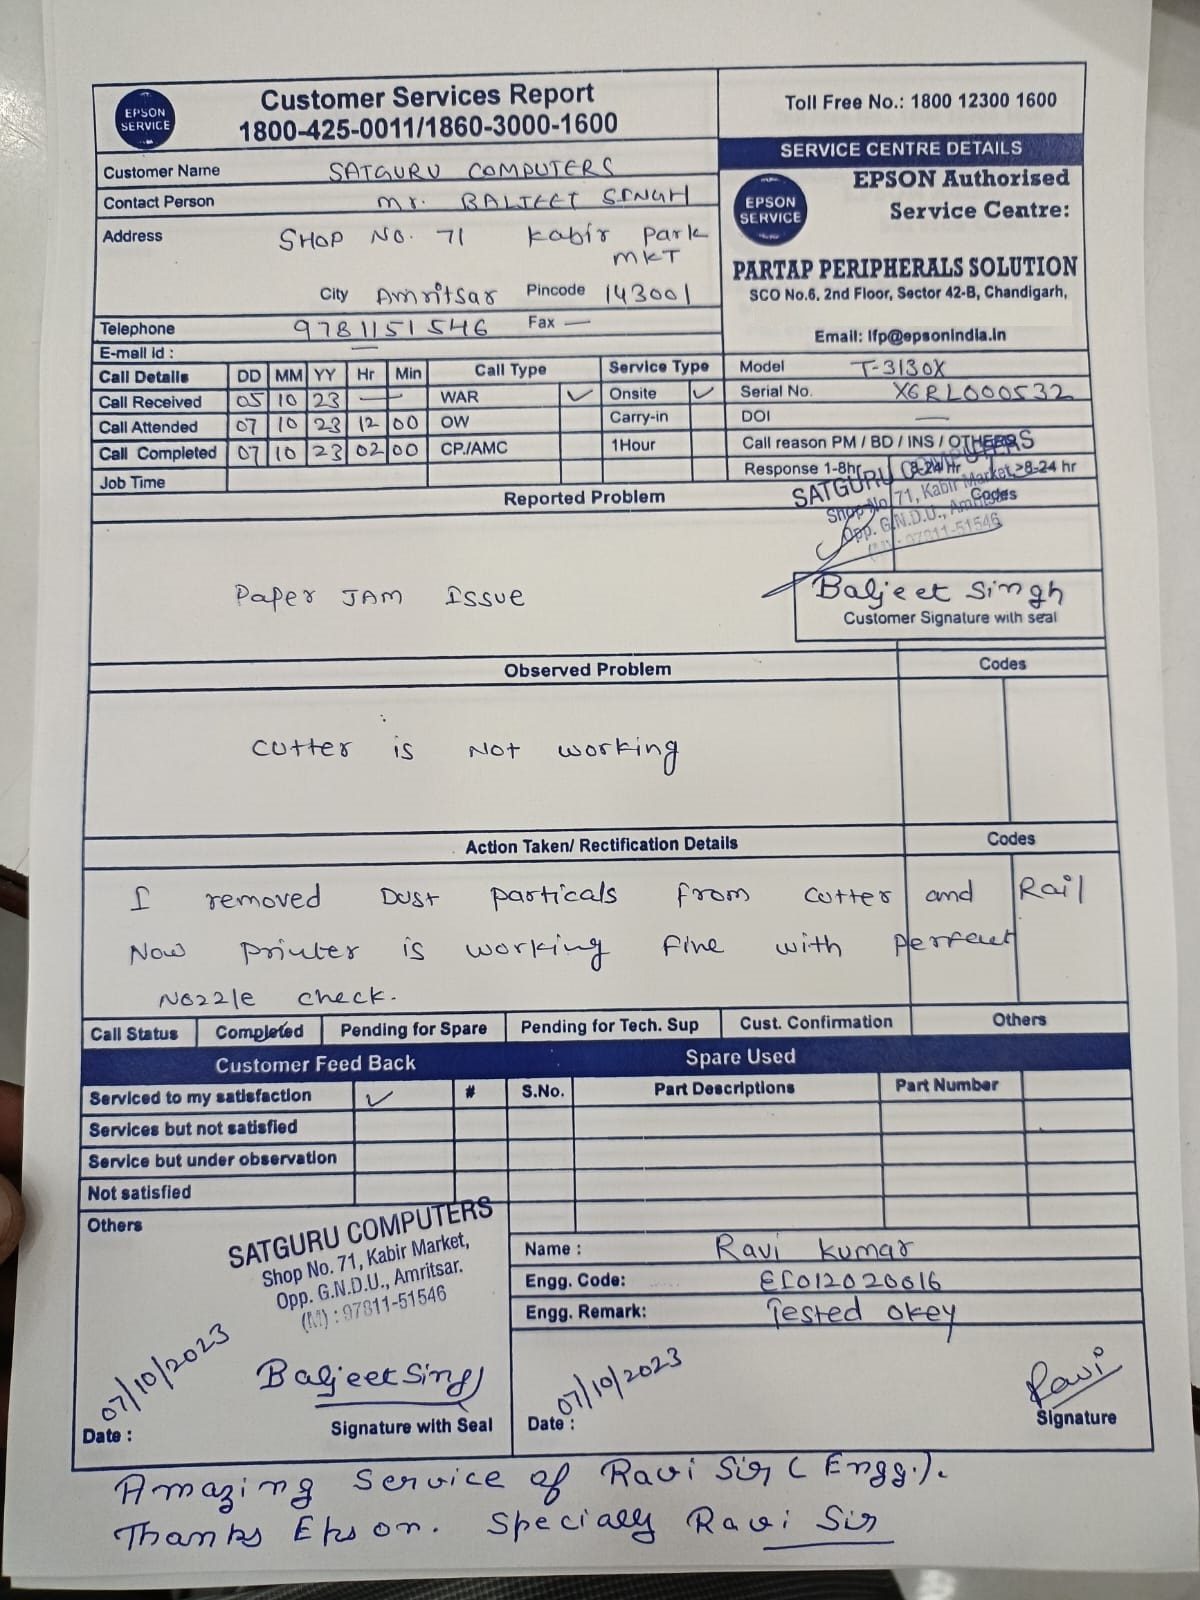 EPSON
SERVICE
Customer Services Report
1800-425-0011/1860-3000-1600
Toll Free No.: 1800 12300 1600
SERVICE CENTRE DETAILS
EPSON
SERVICE
EPSON Authorised
Service Centre:
PARTAP PERIPHERALS SOLUTION
SCO No.6, 2nd Floor, Sector 42-B, Chandigarh,
Email: lfp@epsonindia.in
Customer Name SATGURU COMPUTERS
Contact Person Mr. BALJEET SINGH
Address SHOP NO. 71 Kabir Park
MKT
City Amritsar Pincode 143001
Telephone 9781151546 Fax —
E-mail id : —
Call Details DD MM YY Hr Min Call Type Service Type
Call Received 05 10 23 — WAR ✓ Onsite ✓
Call Attended 07 10 23 12 00 OW Carry-in
Call Completed 07 10 23 02 00 CP./AMC 1Hour
Job Time
Model T-3130X
Serial No. X6RL000532
DOI —
Call reason PM / BD / INS / OTHERS
Response 1-8hr 8-24 Hr >8-24 hr
Reported Problem Codes
SATGURU COMPUTERS
Shop No. 71, Kabir Market,
Opp. G.N.D.U., Amritsar.
(M) : 97811-51546
Paper JAM Issue
Baljeet Singh
Customer Signature with seal
Observed Problem Codes
Cutter is Not working
Action Taken/ Rectification Details Codes
I removed Dust particals from cutter and Rail
Now printer is working fine with perfect
Nozzle check.
Call Status Completed Pending for Spare Pending for Tech. Sup Cust. Confirmation Others
Customer Feed Back Spare Used
Serviced to my satisfaction ✓ # S.No. Part Descriptions Part Number
Services but not satisfied
Service but under observation
Not satisfied
Others
SATGURU COMPUTERS
Shop No. 71, Kabir Market,
Opp. G.N.D.U., Amritsar.
(M) : 97811-51546
07/10/2023
Baljeet Singh
Date : Signature with Seal
Name : Ravi Kumar
Engg. Code: EI012020016
Engg. Remark: Tested okey
07/10/2023
Ravi
Date : Signature
Amazing Service of Ravi Sir (Engg.).
Thanks Epson. Specially Ravi Sir